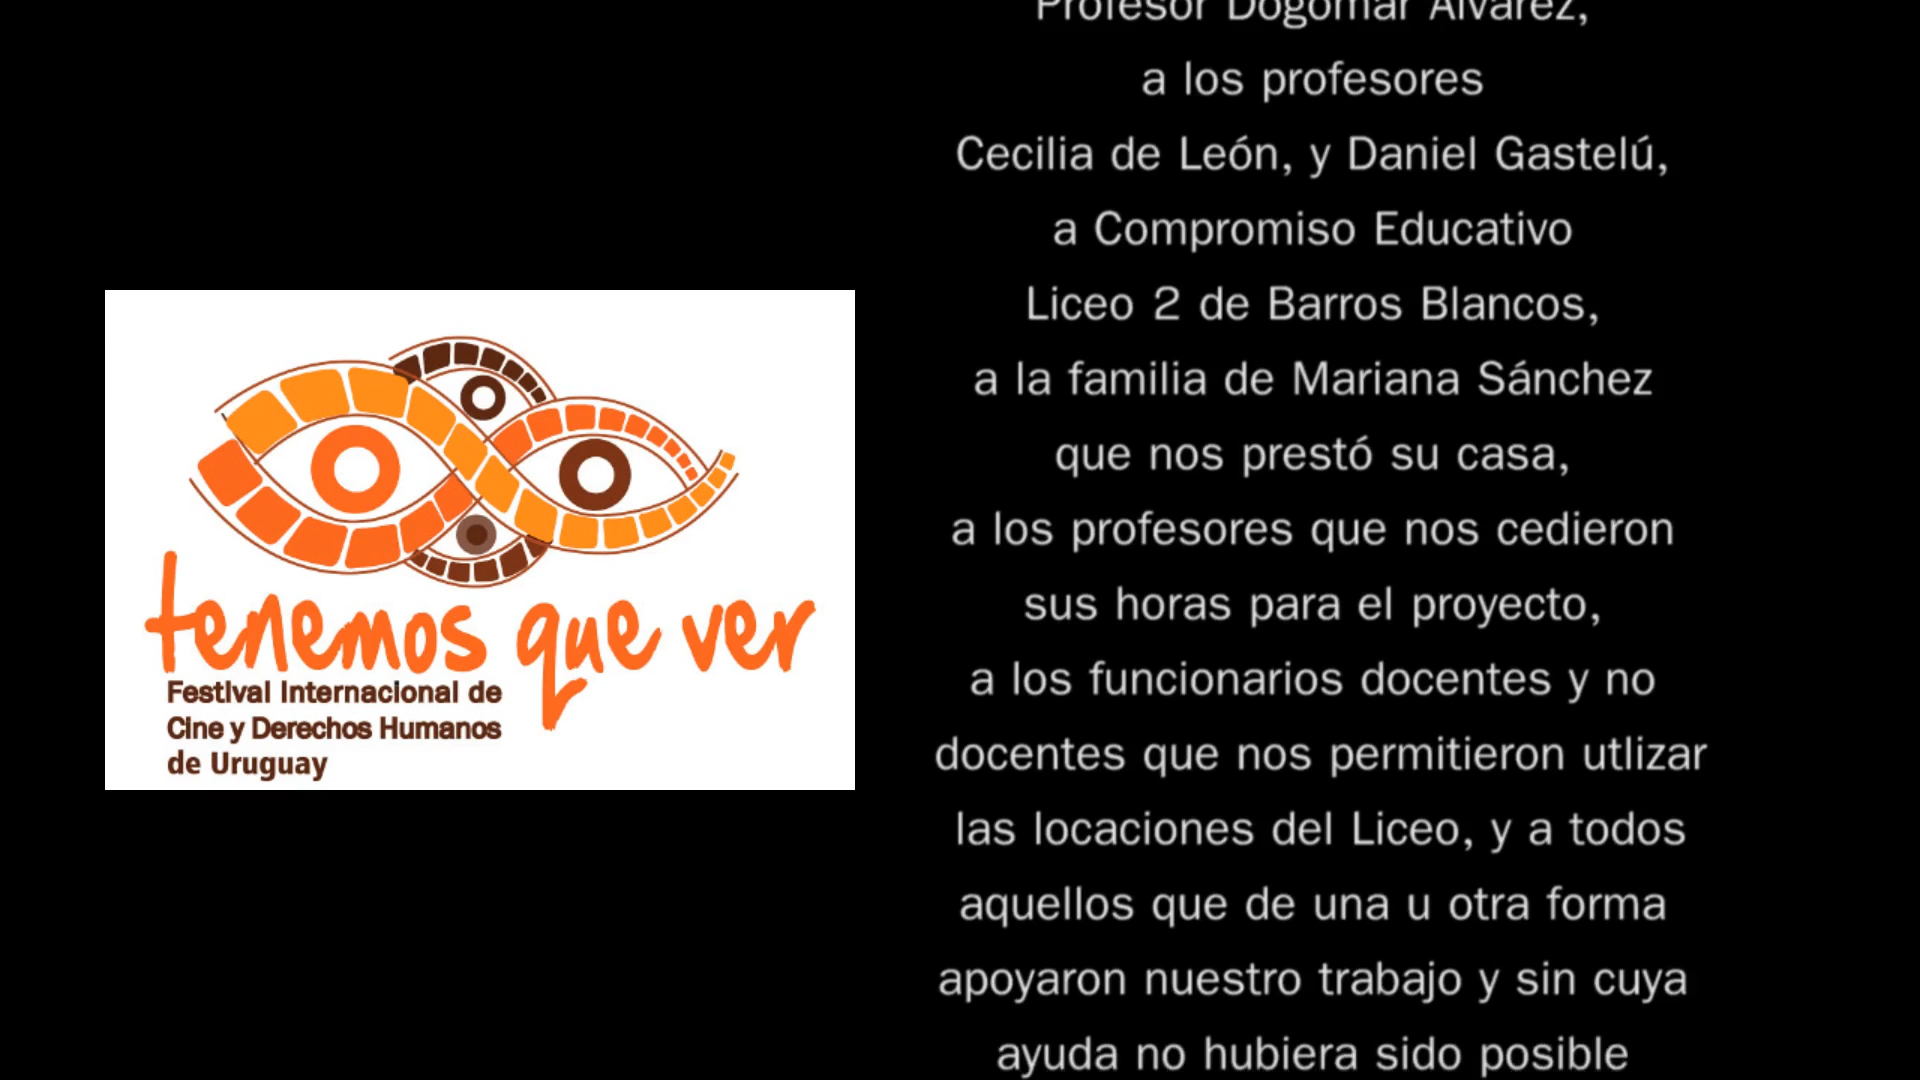 tenemos que ver
Festival Internacional de
Cine y Derechos Humanos
de Uruguay
Profesor Dogomar Alvarez,
a los profesores
Cecilia de León, y Daniel Gastelú,
a Compromiso Educativo
Liceo 2 de Barros Blancos,
a la familia de Mariana Sánchez
que nos prestó su casa,
a los profesores que nos cedieron
sus horas para el proyecto,
a los funcionarios docentes y no
docentes que nos permitieron utlizar
las locaciones del Liceo, y a todos
aquellos que de una u otra forma
apoyaron nuestro trabajo y sin cuya
ayuda no hubiera sido posible